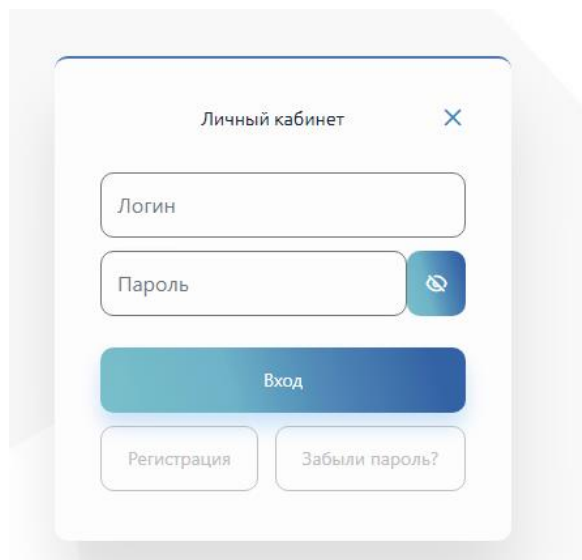 Личный кабинет
Логин
Пароль
Вход
Регистрация
Забыли пароль?